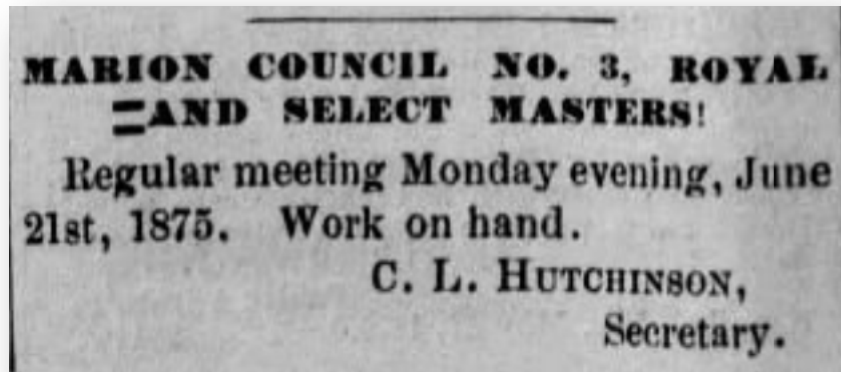 MARION COUNCIL NO. 3, ROYAL
AND SELECT MASTERS!
Regular meeting Monday evening, June
21st, 1875. Work on hand.
C. L. HUTCHINSON,
Secretary.